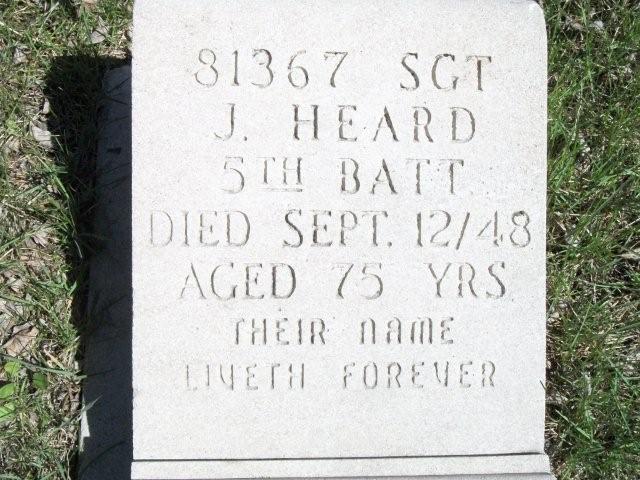 81367 SGT
J. HEARD
5TH BATT.
DIED SEPT. 12/48
AGED 75 YRS.
THEIR NAME
LIVETH FOREVER